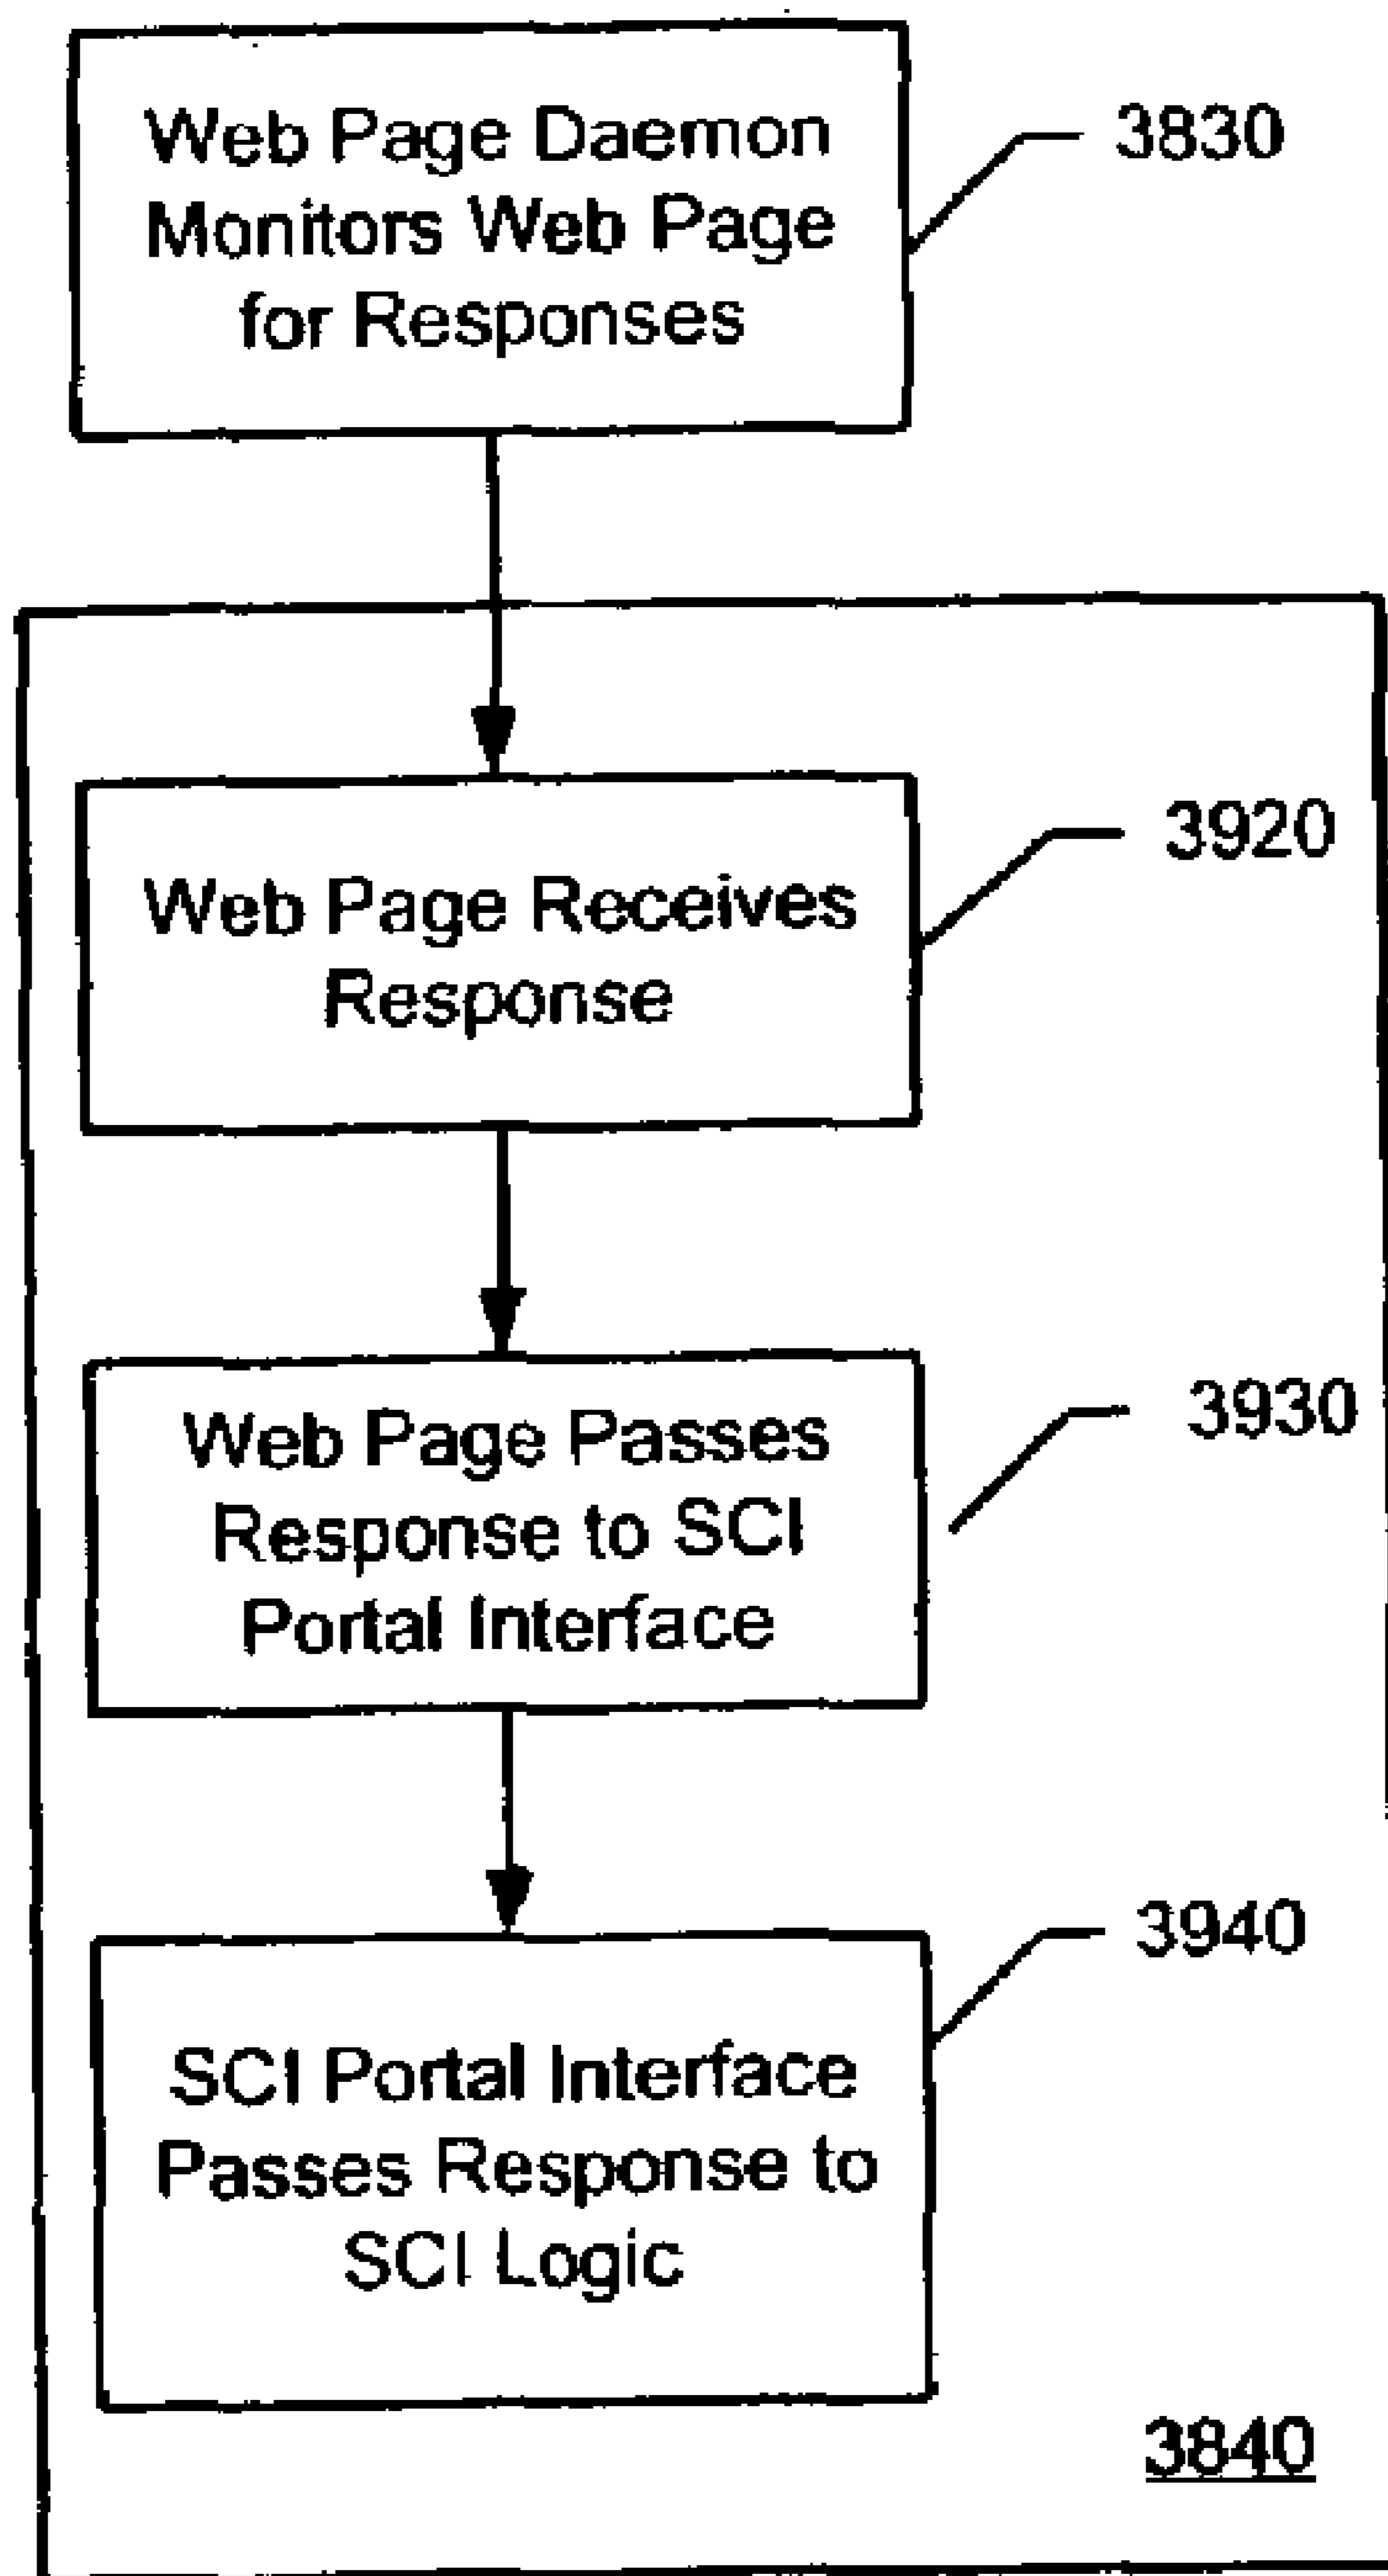 Web Page Daemon
Monitors Web Page
for Responses
3830
Web Page Receives
Response
3920
Web Page Passes
Response to SCI
Portal Interface
3930
SCI Portal Interface
Passes Response to
SCI Logic
3940
3840